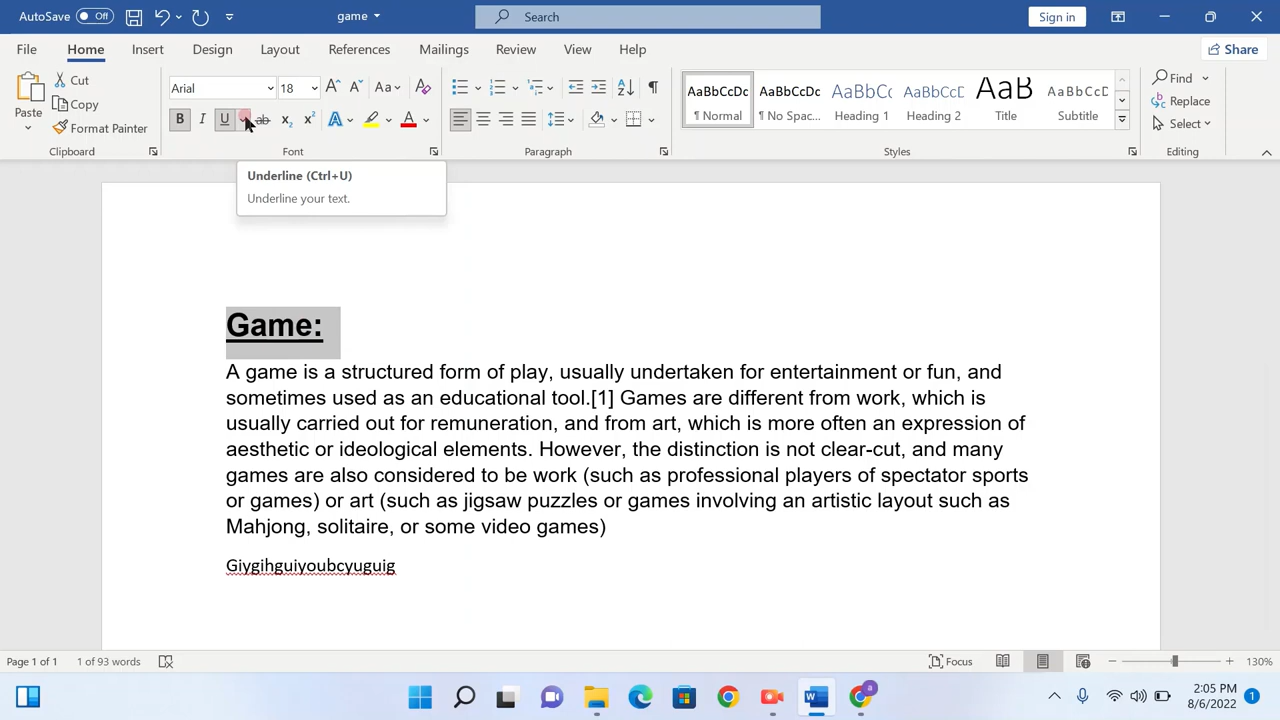 AutoSave Off game Search Sign in
File Home Insert Design Layout References Mailings Review View Help Share
Paste Cut Copy Format Painter Clipboard
Arial 18 Aa
B I U ab x₂ x² A A Font
Paragraph
AaBbCcDc ¶ Normal
AaBbCcDc ¶ No Spac...
AaBbCc Heading 1
AaBbCcD Heading 2
AaB Title
AaBbCcD Subtitle
Styles
Find
Replace
Select
Editing
Underline (Ctrl+U)
Underline your text.
Game:
A game is a structured form of play, usually undertaken for entertainment or fun, and
sometimes used as an educational tool.[1] Games are different from work, which is
usually carried out for remuneration, and from art, which is more often an expression of
aesthetic or ideological elements. However, the distinction is not clear-cut, and many
games are also considered to be work (such as professional players of spectator sports
or games) or art (such as jigsaw puzzles or games involving an artistic layout such as
Mahjong, solitaire, or some video games)
Giygihguiyoubcyuguig
Page 1 of 1 1 of 93 words Focus 130%
2:05 PM
8/6/2022 1